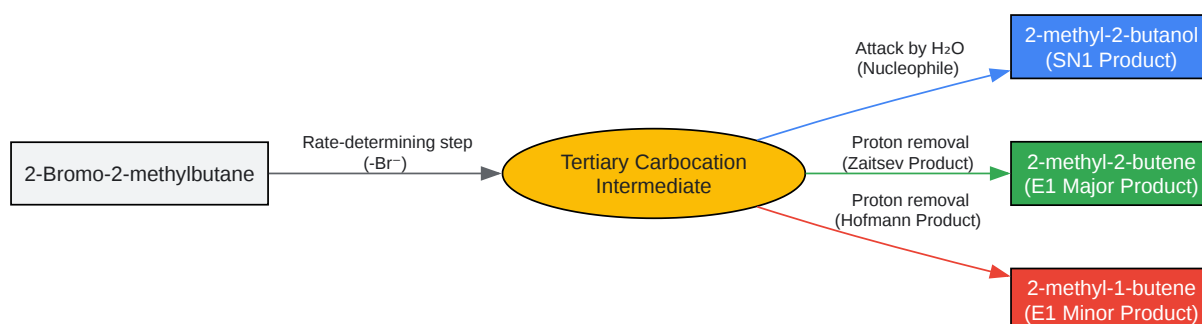 2-Bromo-2-methylbutane
Rate-determining step
(-Br⁻)
Tertiary Carbocation
Intermediate
Attack by H₂O
(Nucleophile)
2-methyl-2-butanol
(SN1 Product)
Proton removal
(Zaitsev Product)
2-methyl-2-butene
(E1 Major Product)
Proton removal
(Hofmann Product)
2-methyl-1-butene
(E1 Minor Product)